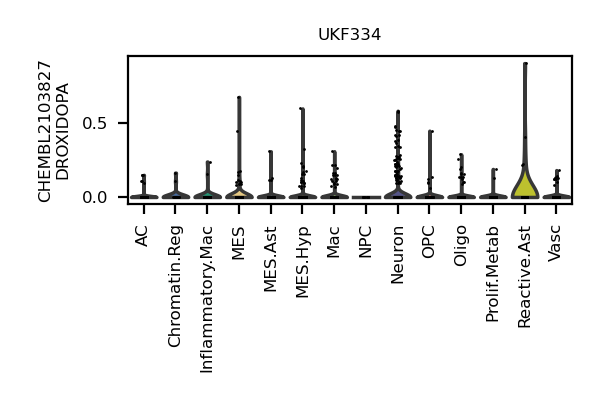 UKF334
CHEMBL2103827
DROXIDOPA
0.5
0.0
AC
Chromatin.Reg
Inflammatory.Mac
MES
MES.Ast
MES.Hyp
Mac
NPC
Neuron
OPC
Oligo
Prolif.Metab
Reactive.Ast
Vasc